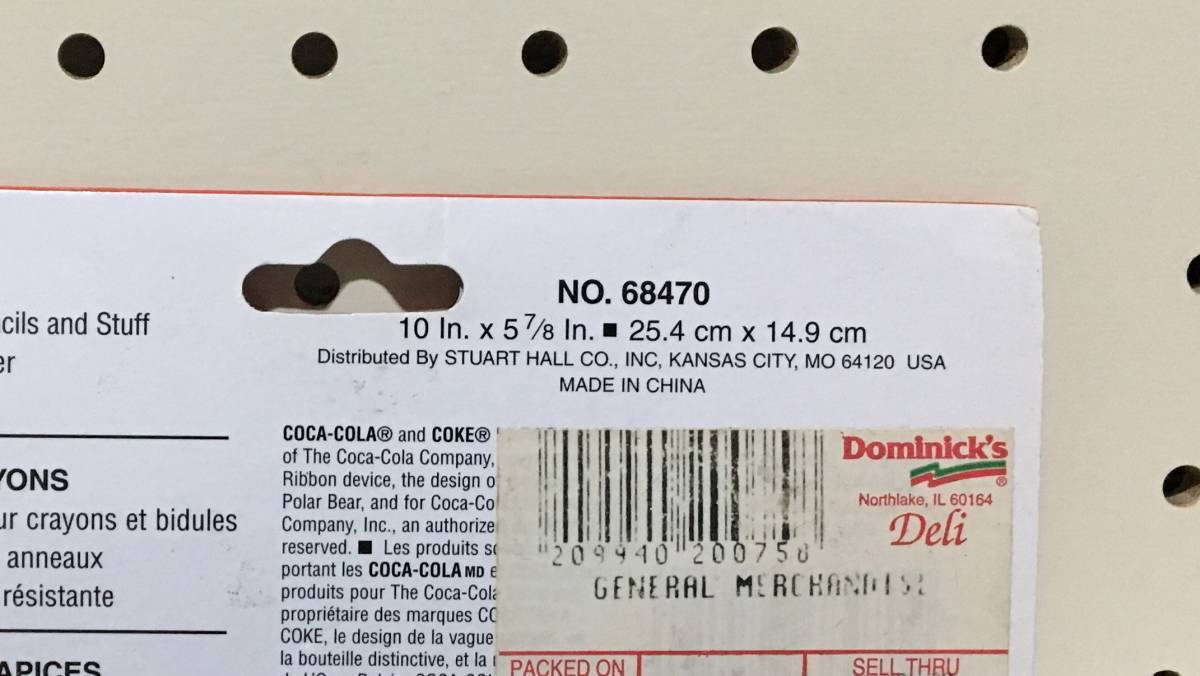 NO. 68470
10 In. x 5 7/8 In. ■ 25.4 cm x 14.9 cm
Distributed By STUART HALL CO., INC, KANSAS CITY, MO 64120 USA
MADE IN CHINA
cils and Stuff
er
YONS
ur crayons et bidules
anneaux
résistante
APICES
COCA-COLA® and COKE®
of The Coca-Cola Company,
Ribbon device, the design o
Polar Bear, and for Coca-Co
Company, Inc., an authorize
reserved. ■ Les produits so
portant les COCA-COLA MD e
produits pour The Coca-Cola
propriétaire des marques CO
COKE, le design de la vague
la bouteille distinctive, et la
Dominick's
Northlake, IL 60164
Deli
209940 200758
GENERAL MERCHANDISE
PACKED ON
SELL THRU